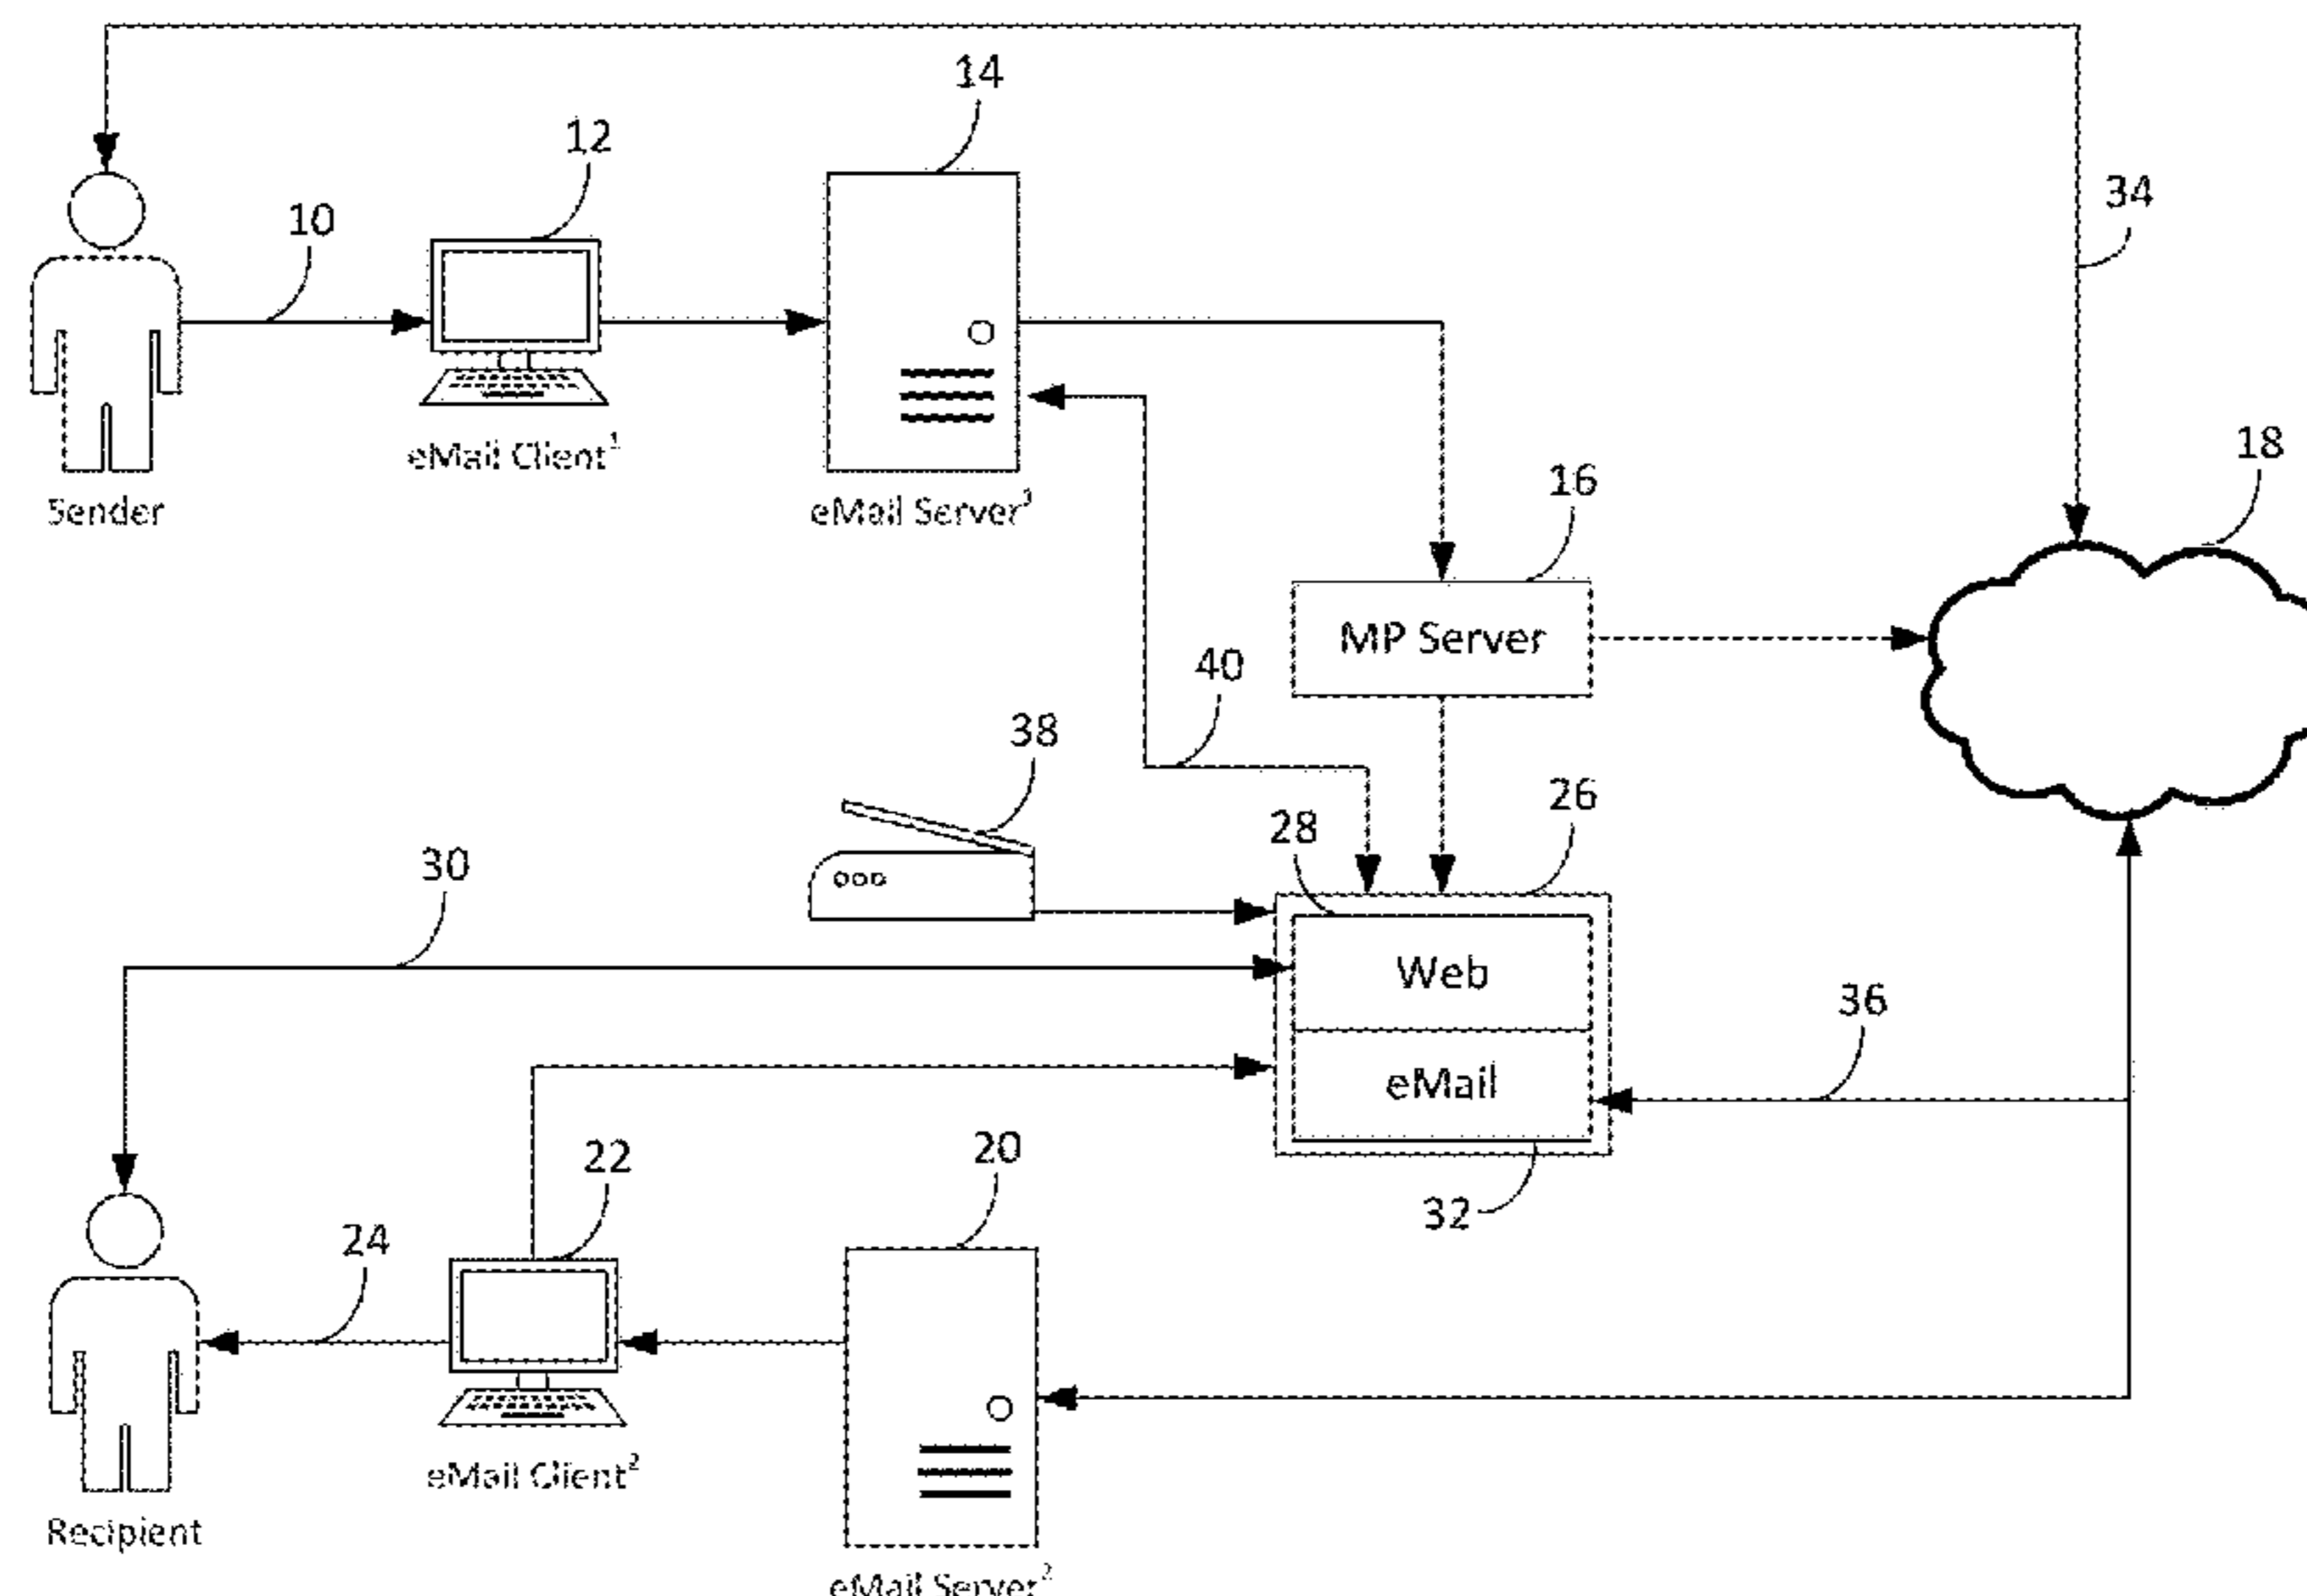 14
12
34
10
18
eMail Client¹
16
Sender
eMail Server¹
MP Server
40
38
26
28
30
Web
36
eMail
20
22
32
24
eMail Client²
Recipient
eMail Server²